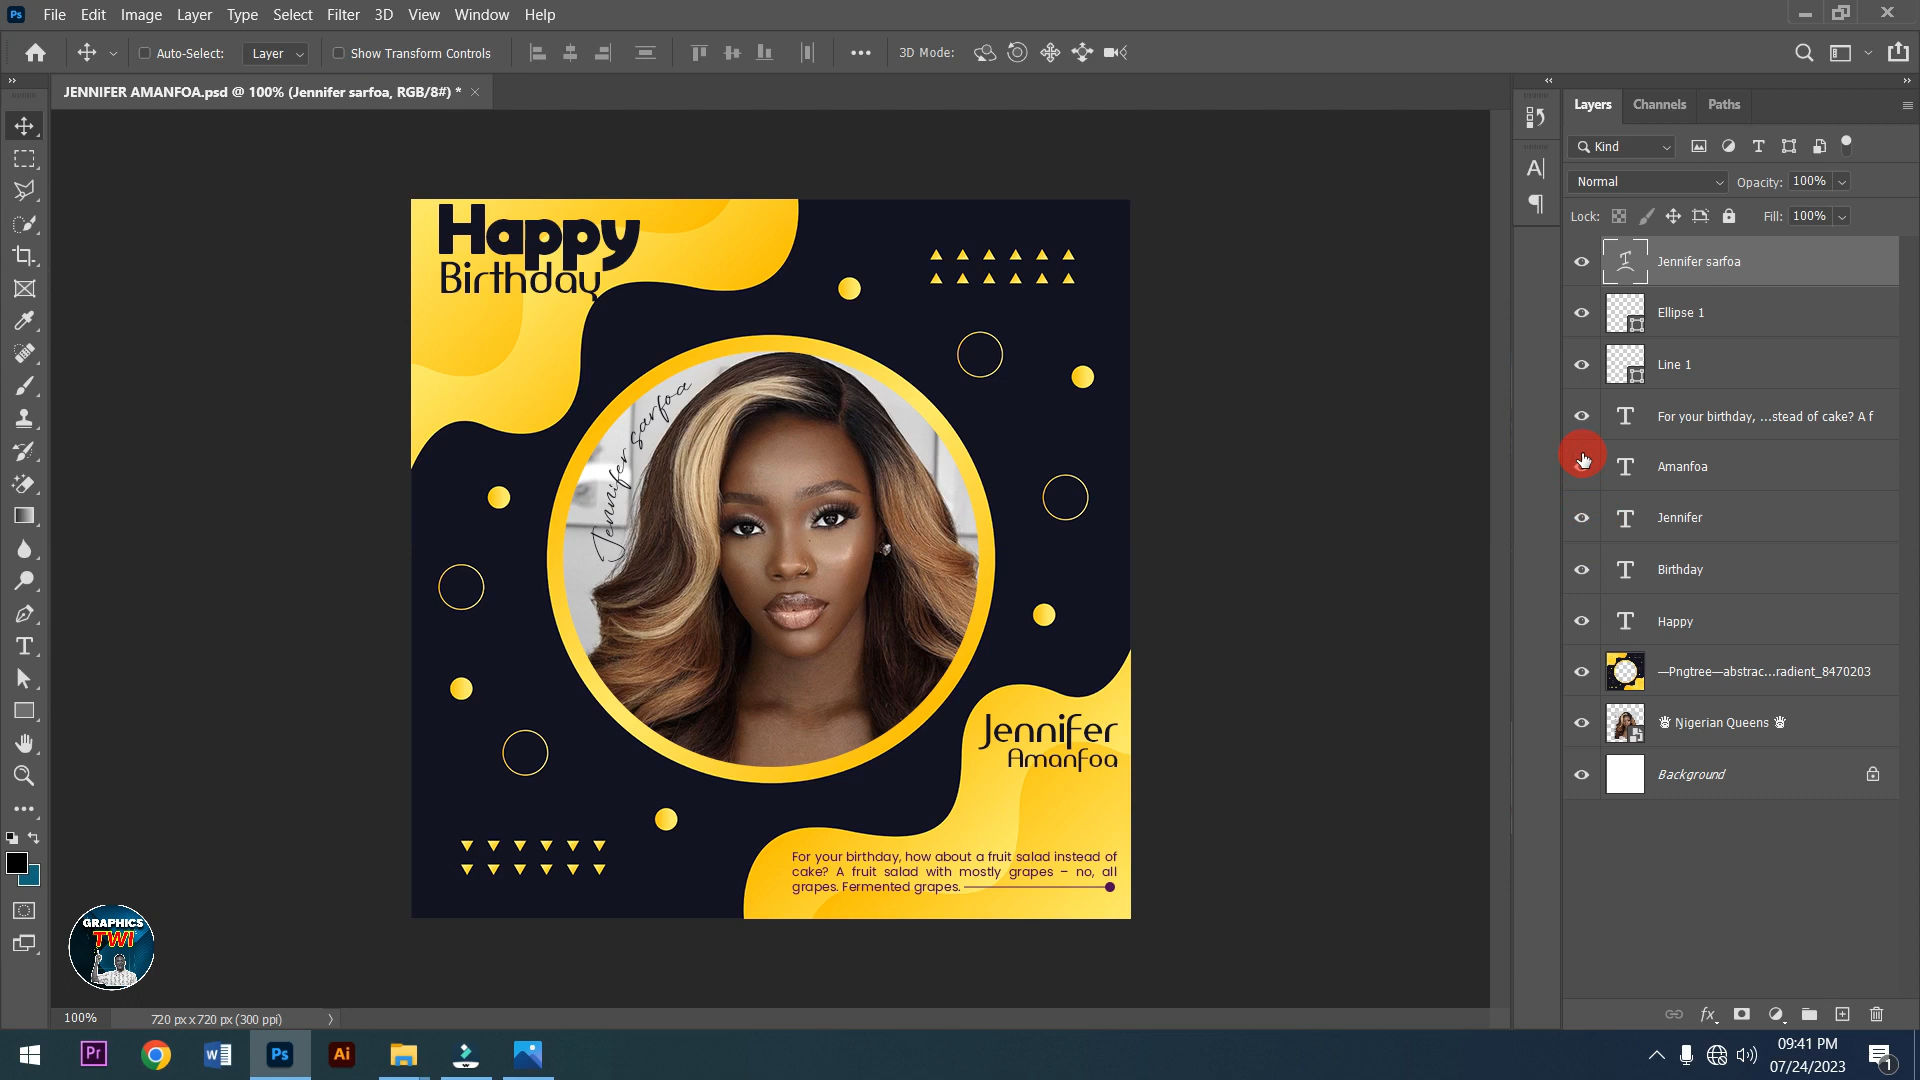 Ps File Edit Image Layer Type Select Filter 3D View Window Help
Auto-Select: Layer Show Transform Controls 3D Mode:
JENNIFER AMANFOA.psd @ 100% (Jennifer sarfoa, RGB/8#) *
Layers Channels Paths
Kind
Normal Opacity: 100%
Lock: Fill: 100%
Jennifer sarfoa
Ellipse 1
Line 1
For your birthday, ...stead of cake? A f
Amanfoa
Jennifer
Birthday
Happy
—Pngtree—abstrac...radient_8470203
Nigerian Queens
Background
Happy
Birthday
Jennifer sarfoa
Jennifer
Amanfoa
For your birthday, how about a fruit salad instead of
cake? A fruit salad with mostly grapes – no, all
grapes. Fermented grapes.
GRAPHICS
TWI
100% 720 px x 720 px (300 ppi)
Pr Ps Ai
09:41 PM
07/24/2023
1